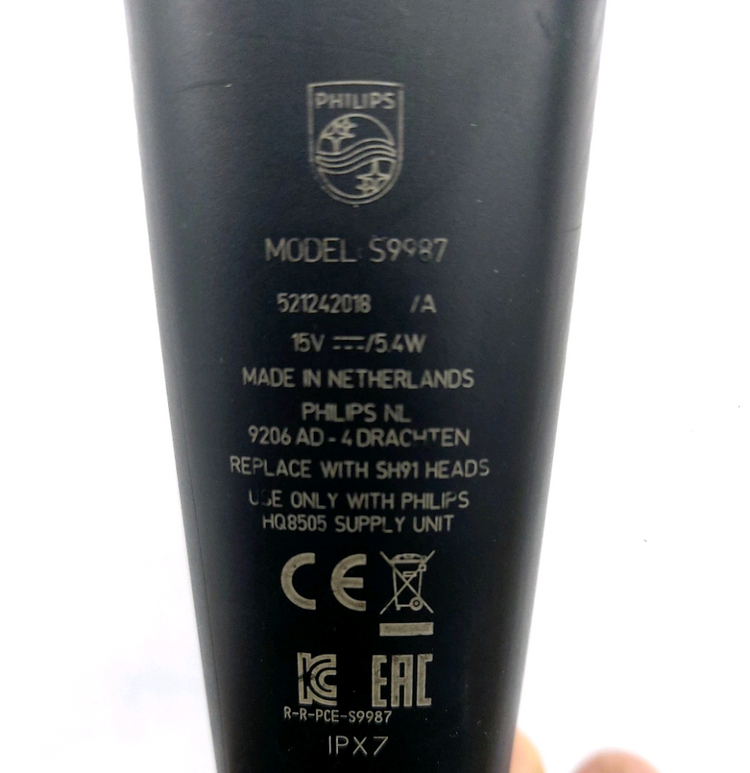 PHILIPS
MODEL: S9987
521242018 /A
15V ⎓/5.4W
MADE IN NETHERLANDS
PHILIPS NL
9206 AD - 4 DRACHTEN
REPLACE WITH SH91 HEADS
USE ONLY WITH PHILIPS
HQ8505 SUPPLY UNIT
CE
KC EAC
R-R-PCE-S9987
IPX7